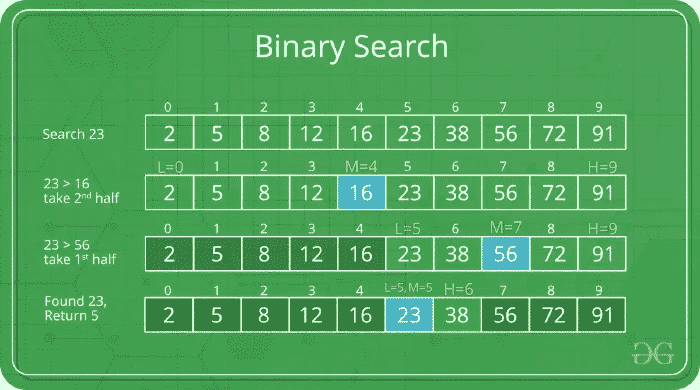 Binary Search
0 1 2 3 4 5 6 7 8 9
Search 23
2 5 8 12 16 23 38 56 72 91
L=0 1 2 3 M=4 5 6 7 8 H=9
23 > 16
take 2nd half
2 5 8 12 16 23 38 56 72 91
0 1 2 3 4 L=5 6 M=7 8 H=9
23 > 56
take 1st half
2 5 8 12 16 23 38 56 72 91
0 1 2 3 4 L=5, M=5 H=6 7 8 9
Found 23,
Return 5
2 5 8 12 16 23 38 56 72 91